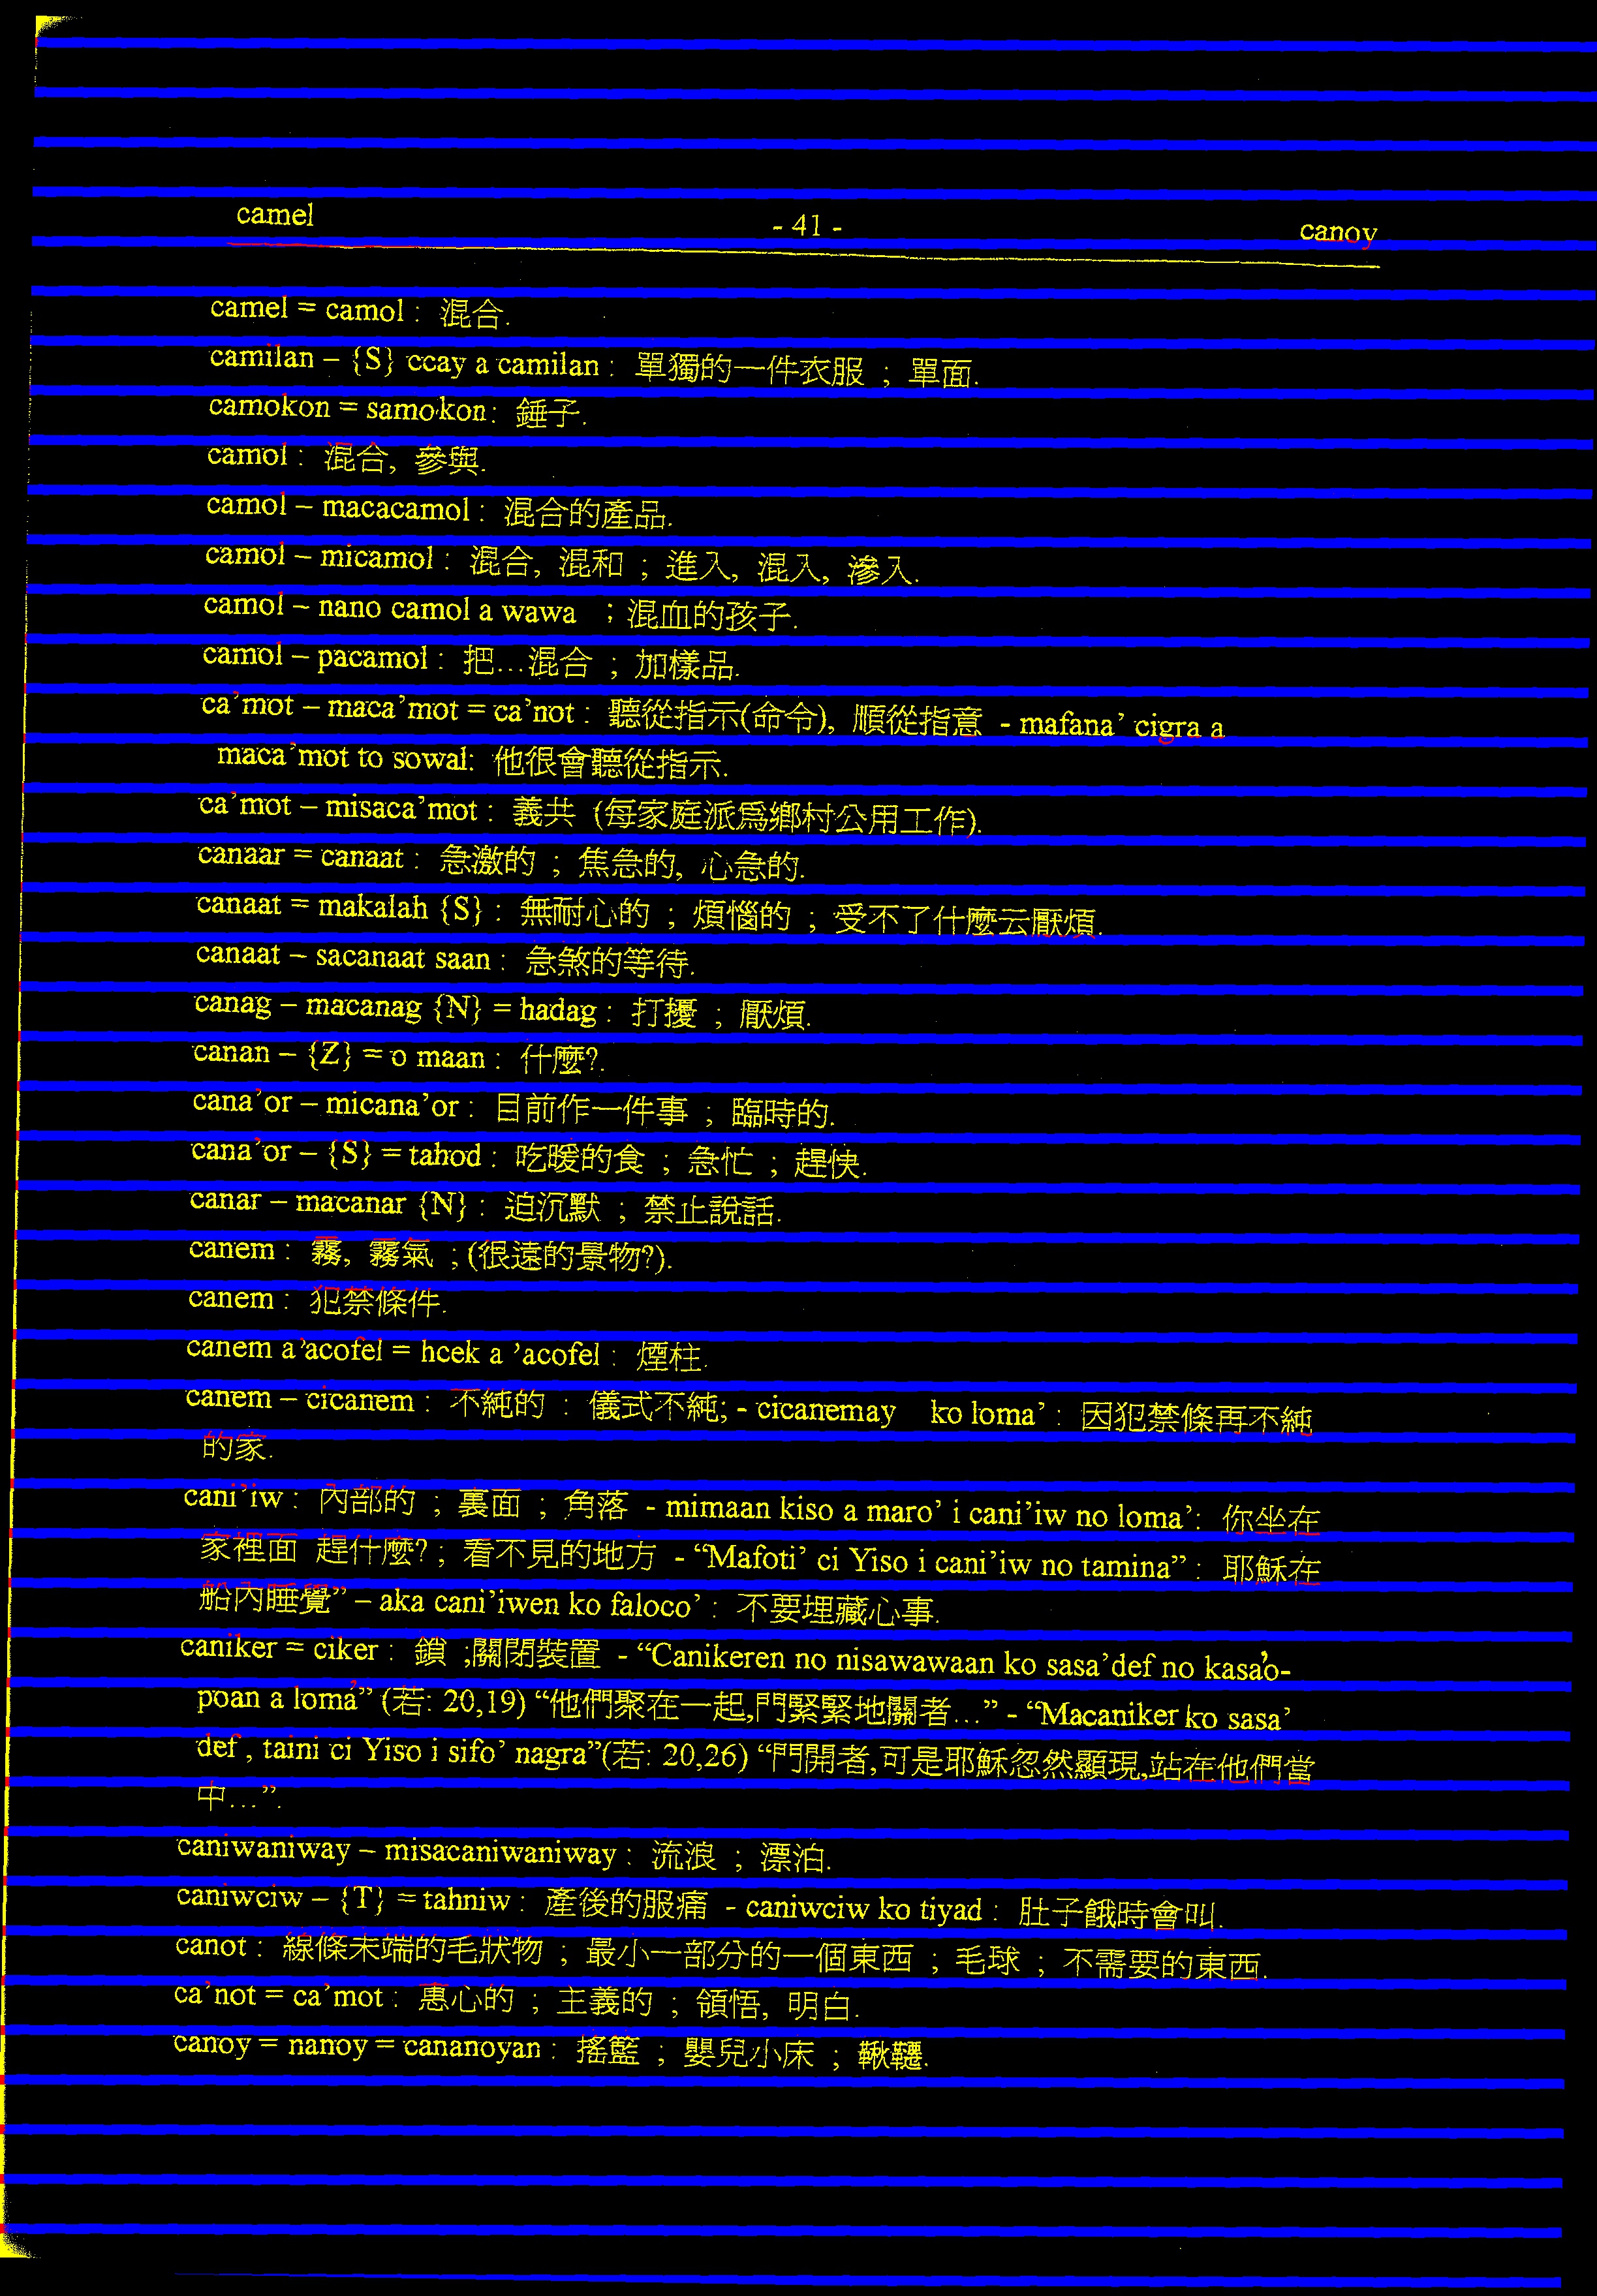 camel - 41 - canoy
camel = camol : 混合.
camilan – {S} ccay a camilan : 單獨的一件衣服 ; 單面.
camokon = samokon: 錘子.
camol : 混合, 參與.
camol – macacamol : 混合的產品.
camol – micamol : 混合, 混和 ; 進入, 混入, 滲入.
camol – nano camol a wawa ; 混血的孩子.
camol – pacamol : 把...混合 ; 加樣品.
ca’mot – maca’mot = ca’not : 聽從指示(命令), 順從指意 - mafana’ cigra a
maca’mot to sowal: 他很會聽從指示.
ca’mot – misaca’mot : 義共 (每家庭派爲鄉村公用工作).
canaar = canaat : 急激的 ; 焦急的, 心急的.
canaat = makalah {S} : 無耐心的 ; 煩惱的 ; 受不了什麼云厭煩.
canaat – sacanaat saan : 急煞的等待.
canag – macanag {N} = hadag : 打擾 ; 厭煩.
canan – {Z} = o maan : 什麼?.
cana’or – micana’or : 目前作一件事 ; 臨時的.
cana’or – {S} = tahod : 吃暖的食 ; 急忙 ; 趕快.
canar – macanar {N} : 迫沉默 ; 禁止說話.
canem : 霧, 霧氣 ; (很遠的景物?).
canem : 犯禁條件.
canem a’acofel = hcek a ’acofel : 煙柱.
canem – cicanem : 不純的 : 儀式不純; - cicanemay ko loma’ : 因犯禁條再不純
的家.
cani’iw : 內部的 ; 裏面 ; 角落 - mimaan kiso a maro’ i cani’iw no loma’: 你坐在
家裡面 趕什麼? ; 看不見的地方 - “Mafoti’ ci Yiso i cani’iw no tamina” : 耶穌在
船內睡覺” – aka cani’iwen ko faloco’ : 不要埋藏心事.
caniker = ciker : 鎖 ;關閉裝置 - “Canikeren no nisawawaan ko sasa’def no kasa’o-
poan a loma’” (若: 20,19) “他們聚在一起,門緊緊地關者...” - “Macaniker ko sasa’
def , taini ci Yiso i sifo’ nagra”(若: 20,26) “門開者,可是耶穌忽然顯現,站在他們當
中...”.
caniwaniway – misacaniwaniway : 流浪 ; 漂泊.
caniwciw – {T} = tahniw : 產後的服痛 - caniwciw ko tiyad : 肚子餓時會叫.
canot : 線條末端的毛狀物 ; 最小一部分的一個東西 ; 毛球 ; 不需要的東西.
ca’not = ca’mot : 惠心的 ; 主義的 ; 領悟, 明白.
canoy = nanoy = cananoyan : 搖籃 ; 嬰兒小床 ; 鞦韆.